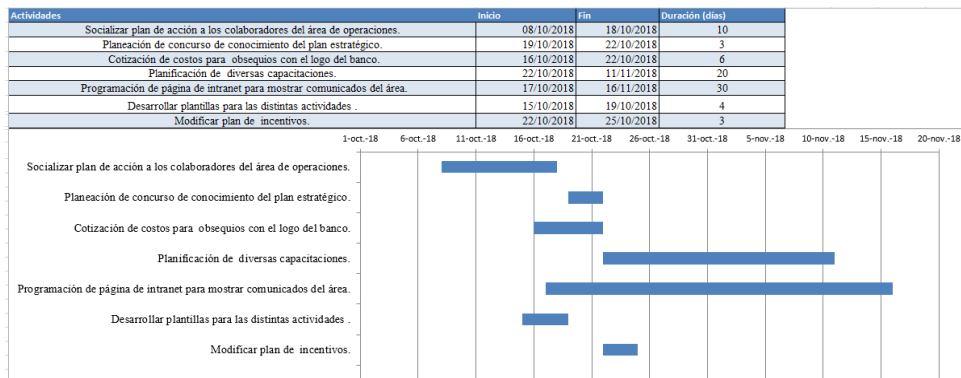 Actividades Inicio Fin Duración (días)
Socializar plan de acción a los colaboradores del área de operaciones. 08/10/2018 18/10/2018 10
Planeación de concurso de conocimiento del plan estratégico. 19/10/2018 22/10/2018 3
Cotización de costos para obsequios con el logo del banco. 16/10/2018 22/10/2018 6
Planificación de diversas capacitaciones. 22/10/2018 11/11/2018 20
Programación de página de intranet para mostrar comunicados del área. 17/10/2018 16/11/2018 30
Desarrollar plantillas para las distintas actividades . 15/10/2018 19/10/2018 4
Modificar plan de incentivos. 22/10/2018 25/10/2018 3
1-oct.-18 6-oct.-18 11-oct.-18 16-oct.-18 21-oct.-18 26-oct.-18 31-oct.-18 5-nov.-18 10-nov.-18 15-nov.-18 20-nov.-18
Socializar plan de acción a los colaboradores del área de operaciones.
Planeación de concurso de conocimiento del plan estratégico.
Cotización de costos para obsequios con el logo del banco.
Planificación de diversas capacitaciones.
Programación de página de intranet para mostrar comunicados del área.
Desarrollar plantillas para las distintas actividades .
Modificar plan de incentivos.